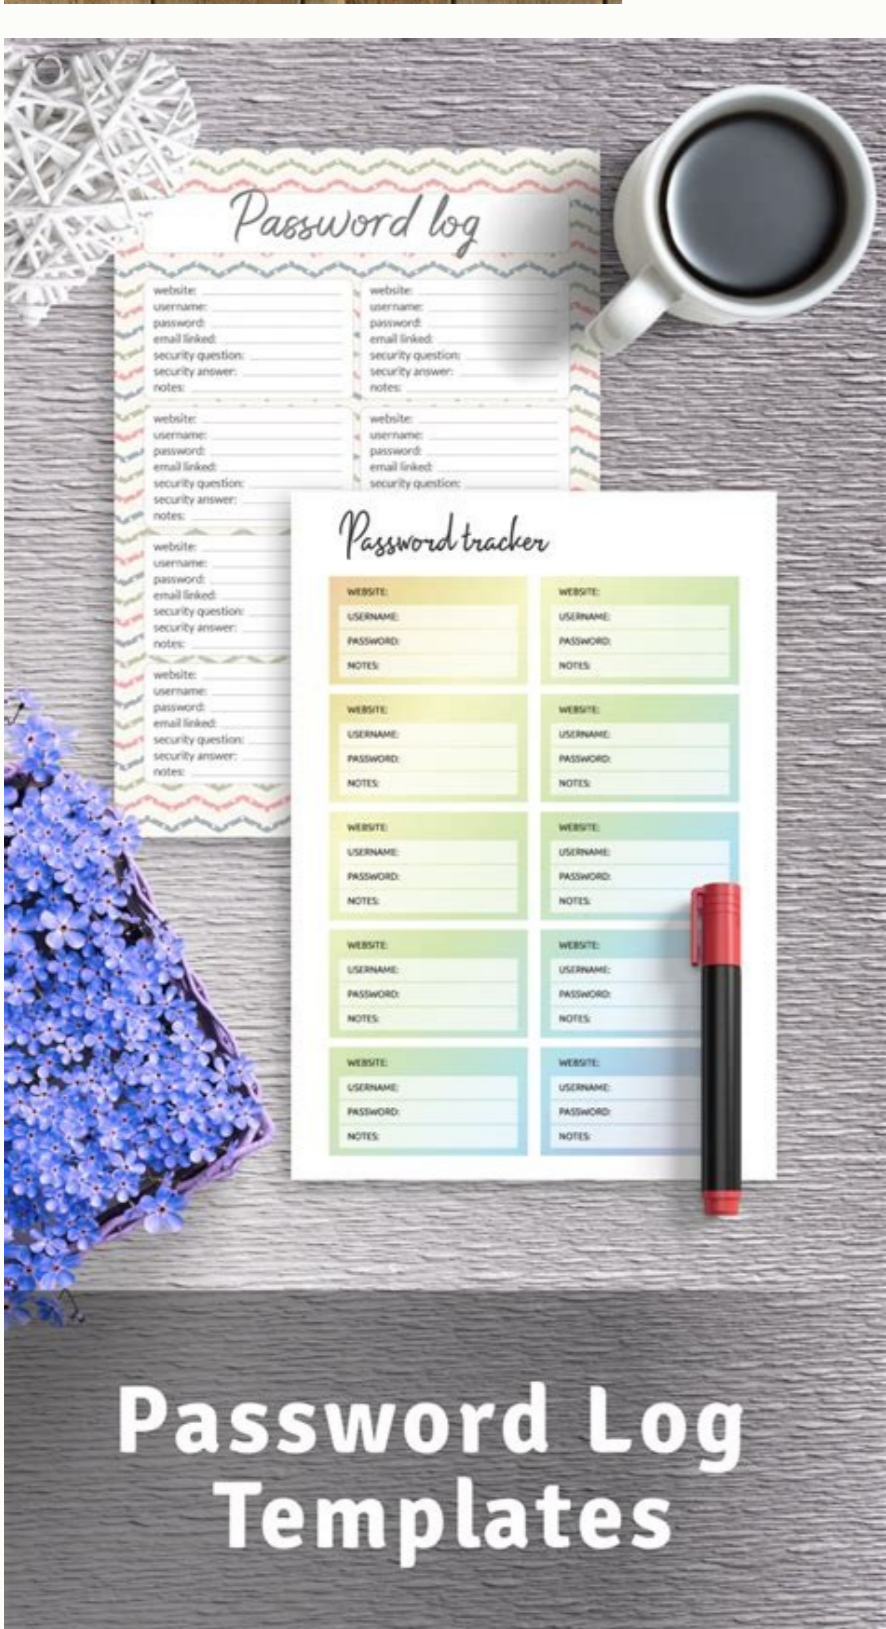 Password log
website:
username:
password:
email linked:
security question:
security answer:
notes:
website:
username:
password:
email linked:
security question:
security answer:
notes:
website:
username:
password:
email linked:
security question:
security answer:
notes:
website:
username:
password:
email linked:
security question:
website:
username:
password:
email linked:
security question:
security answer:
notes:
website:
username:
password:
email linked:
security question:
security answer:
notes:
Password tracker
WEBSITE:
USERNAME:
PASSWORD:
NOTES:
WEBSITE:
USERNAME:
PASSWORD:
NOTES:
WEBSITE:
USERNAME:
PASSWORD:
NOTES:
WEBSITE:
USERNAME:
PASSWORD:
NOTES:
WEBSITE:
USERNAME:
PASSWORD:
NOTES:
WEBSITE:
USERNAME:
PASSWORD:
NOTES:
WEBSITE:
USERNAME:
PASSWORD:
NOTES:
WEBSITE:
USERNAME:
PASSWORD:
NOTES:
WEBSITE:
USERNAME:
PASSWORD:
NOTES:
WEBSITE:
USERNAME:
PASSWORD:
NOTES:
Password Log
Templates